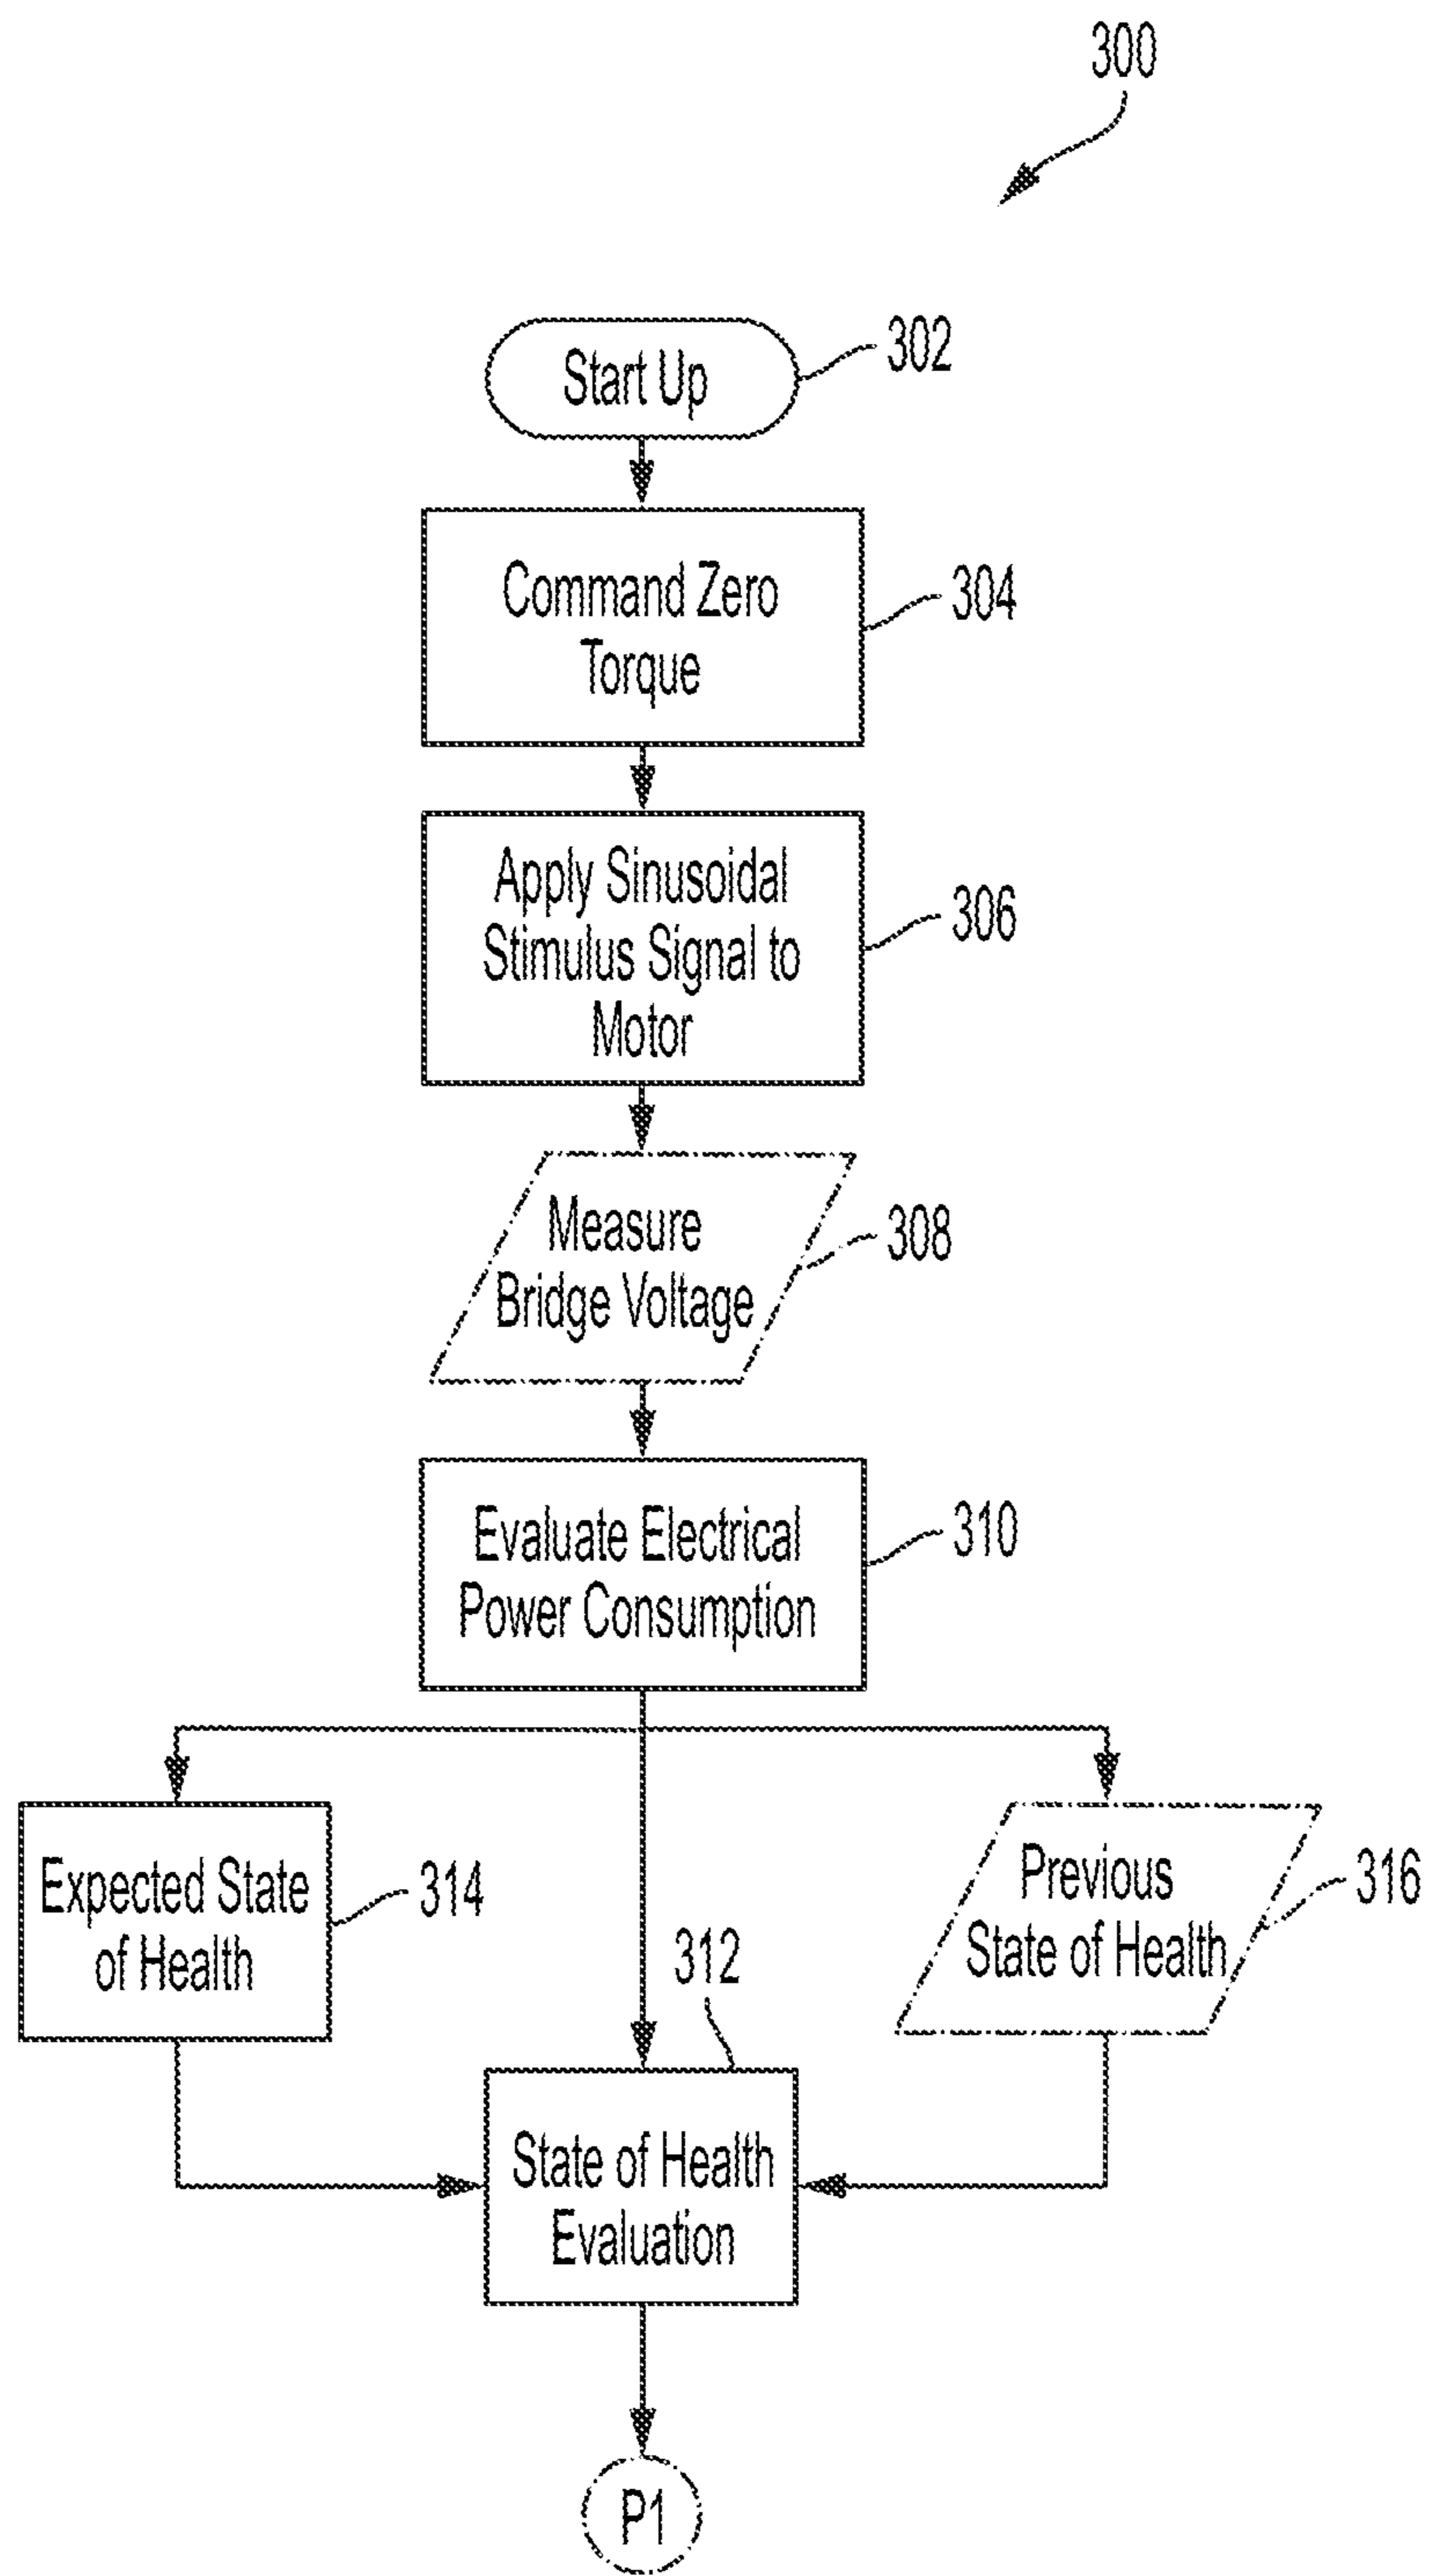 300
Start Up
302
Command Zero
Torque
304
Apply Sinusoidal
Stimulus Signal to
Motor
306
Measure
Bridge Voltage
308
Evaluate Electrical
Power Consumption
310
Expected State
of Health
314
Previous
State of Health
316
312
State of Health
Evaluation
P1